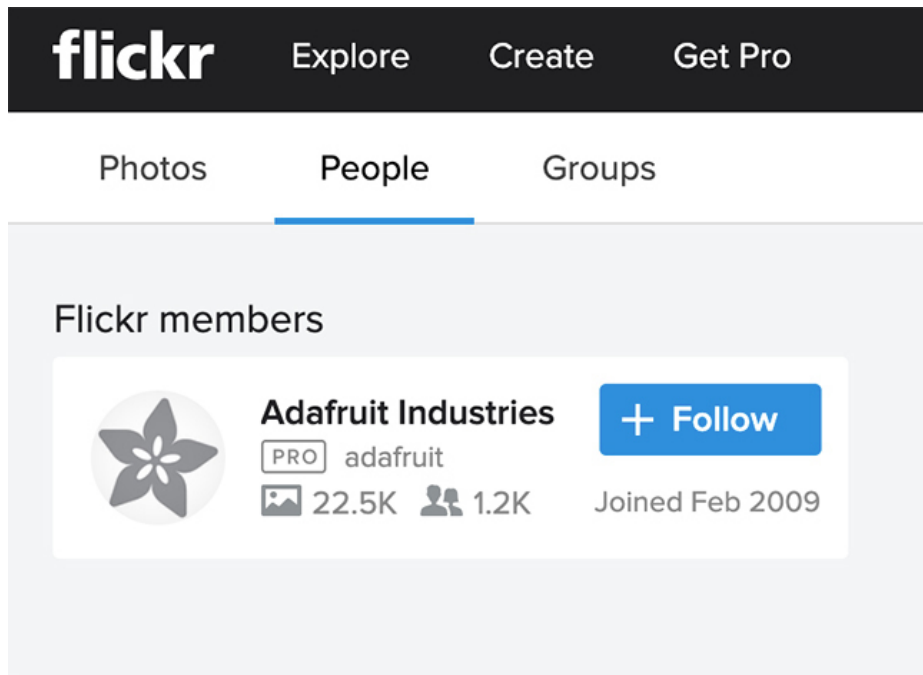 flickr Explore Create Get Pro
Photos People Groups
Flickr members
Adafruit Industries + Follow
PRO adafruit
22.5K 1.2K Joined Feb 2009